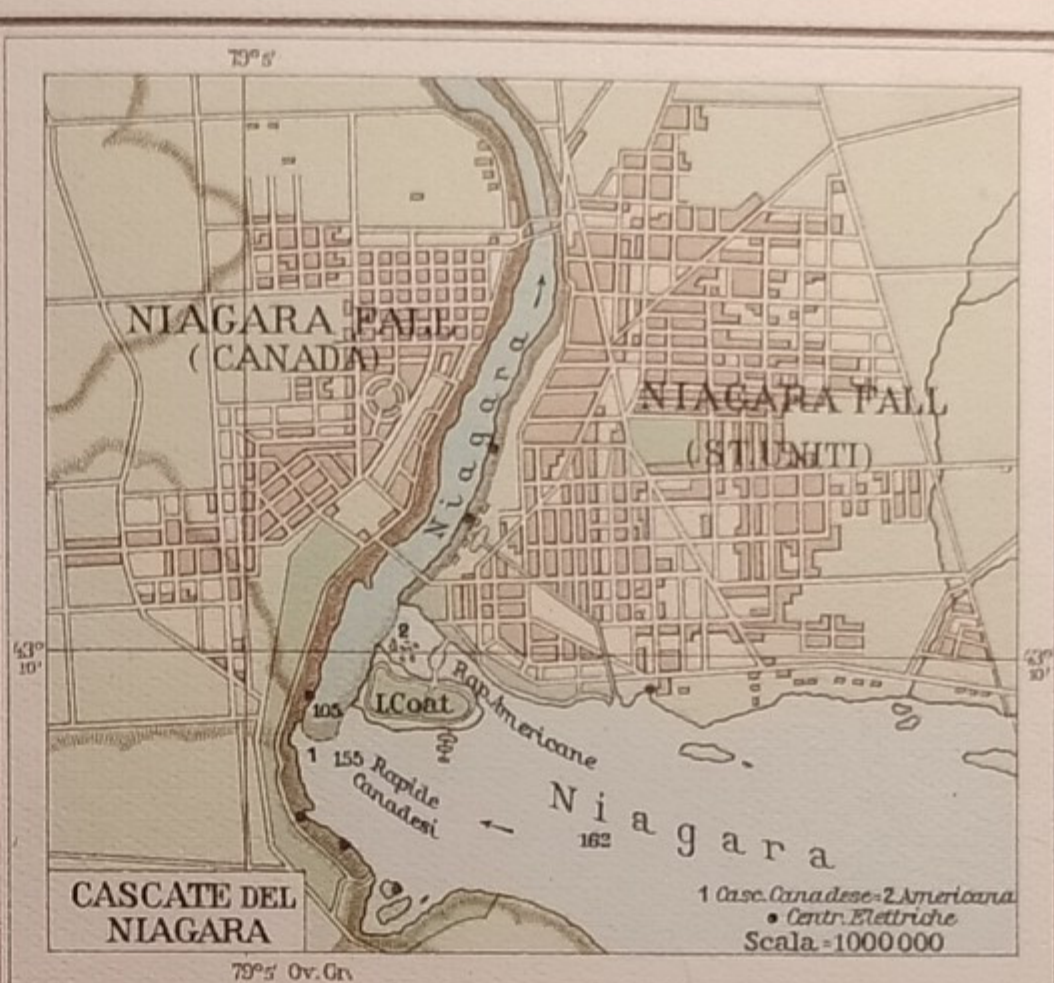 79°5'
NIAGARA FALL
(CANADA)
NIAGARA FALL
(ST.UNITI)
Niagara
43°
10'
43°
10'
2
Rap. Americane
I.Coat
105
1
155 Rapide
Canadesi
Niagara
162
CASCATE DEL
NIAGARA
1 Casc.Canadese=2 Americana
• Centr.Elettriche
Scala=1000000
79°5' Ov.Gr.